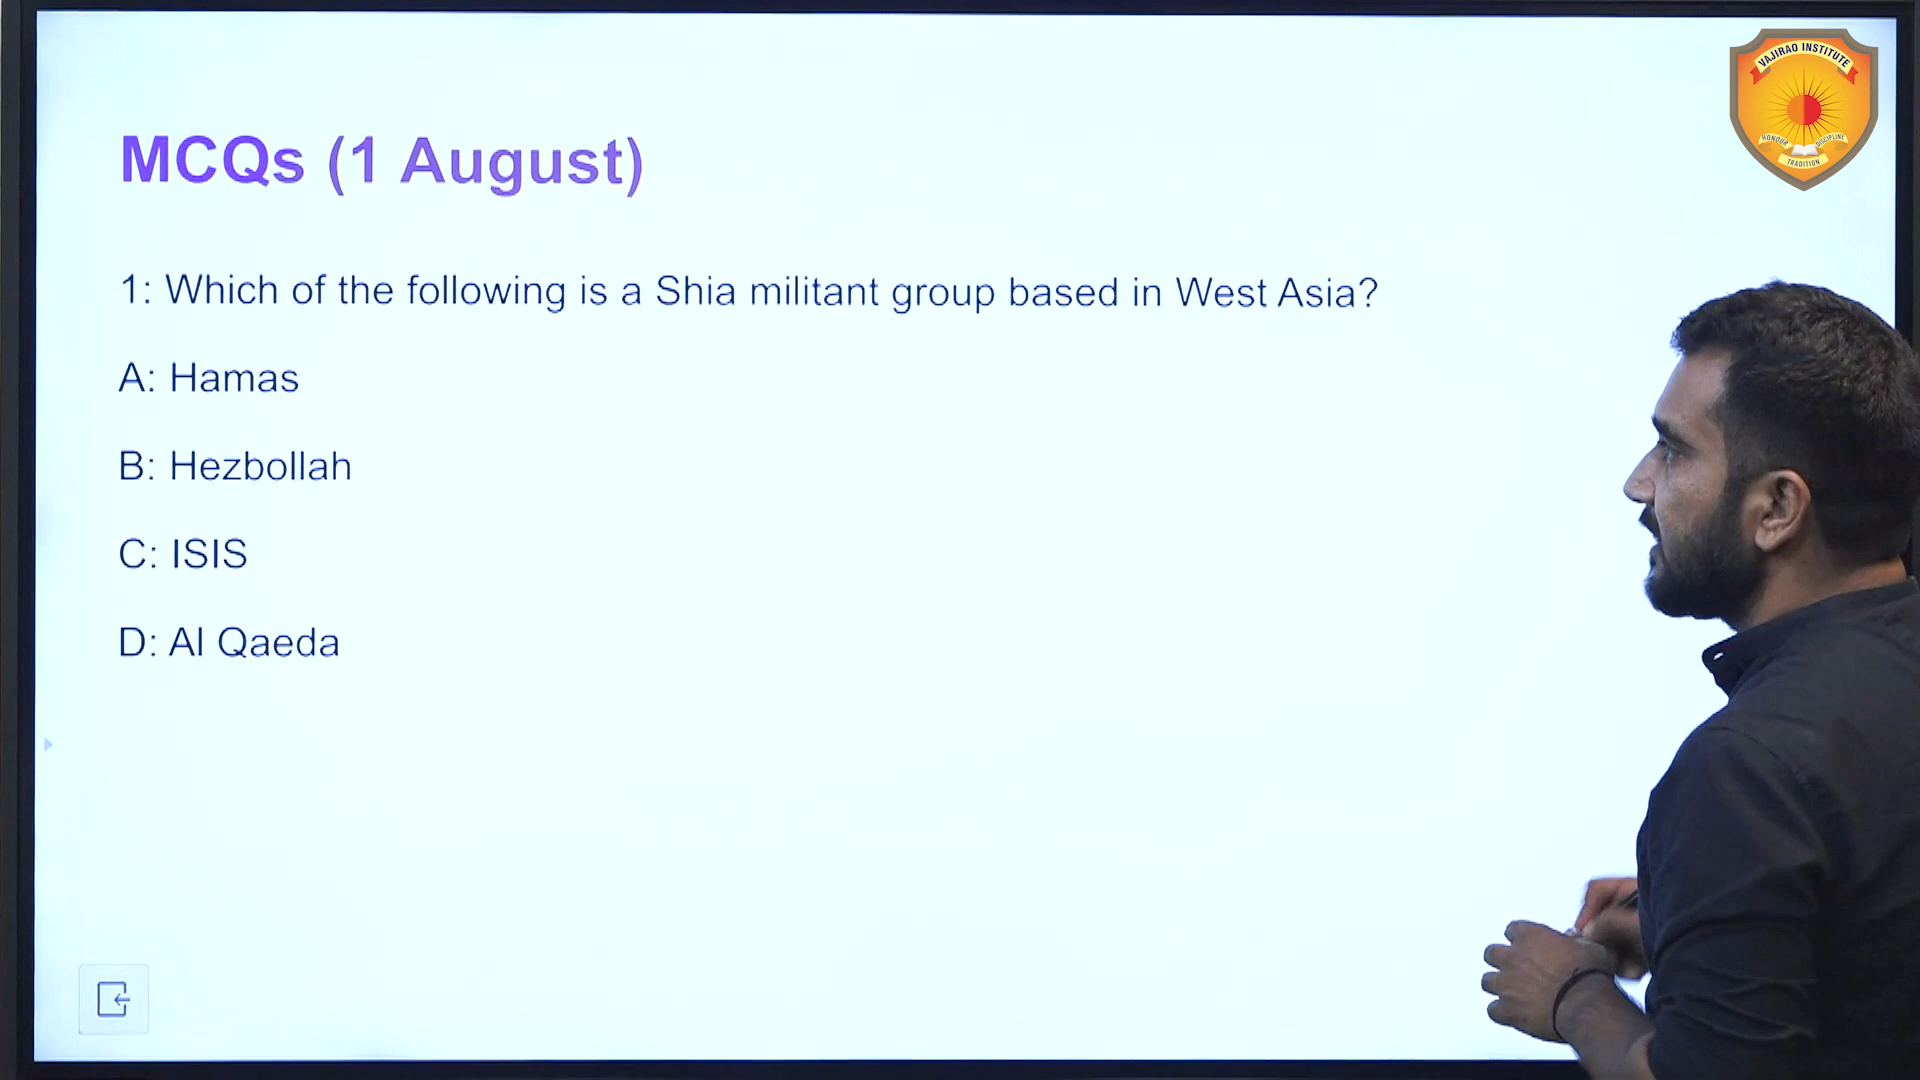 VAJIRAO INSTITUTE
HONOUR
DISCIPLINE
TRADITION
MCQs (1 August)
1: Which of the following is a Shia militant group based in West Asia?
A: Hamas
B: Hezbollah
C: ISIS
D: Al Qaeda